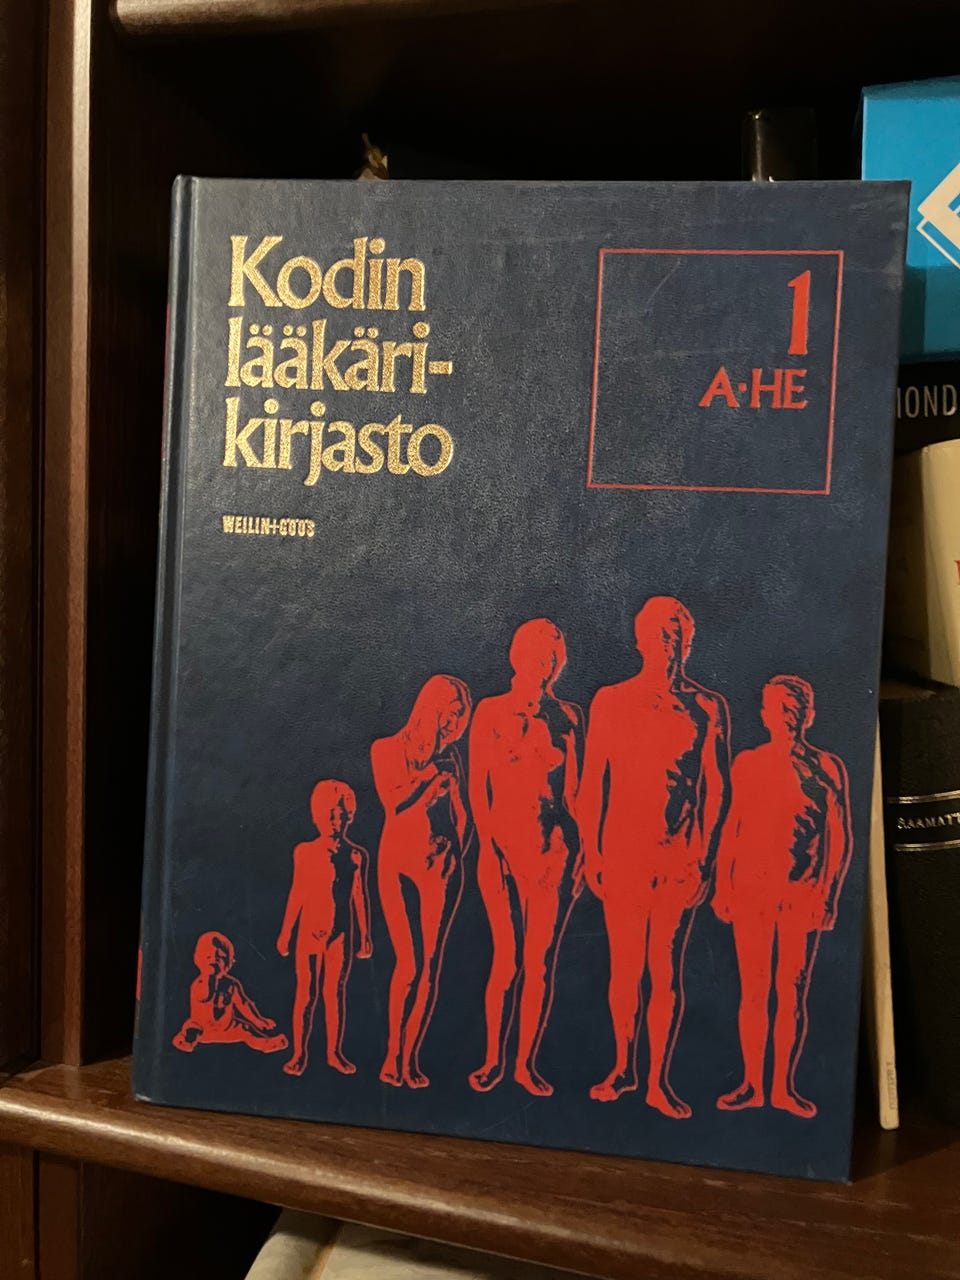 Kodin
lääkäri-
kirjasto
WEILIN+GÖÖS
1
A·HE